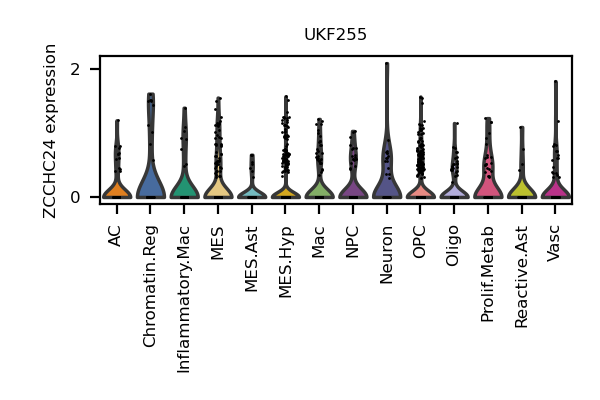 UKF255
ZCCHC24 expression
2
0
AC
Chromatin.Reg
Inflammatory.Mac
MES
MES.Ast
MES.Hyp
Mac
NPC
Neuron
OPC
Oligo
Prolif.Metab
Reactive.Ast
Vasc